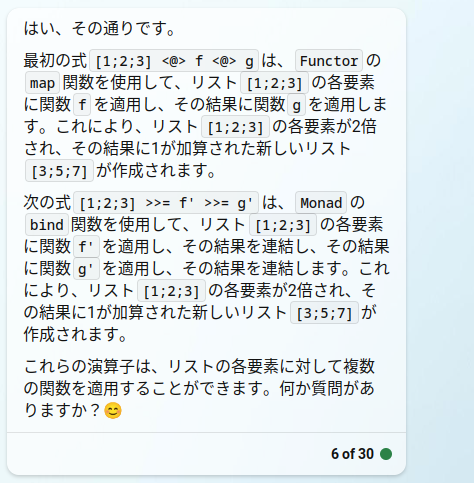 はい、その通りです。
最初の式 [1;2;3] <@> f <@> g は、 Functor の
map 関数を使用して、リスト [1;2;3] の各要素
に関数 f を適用し、その結果に関数 g を適用しま
す。これにより、リスト [1;2;3] の各要素が2倍
され、その結果に1が加算された新しいリスト
[3;5;7] が作成されます。
次の式 [1;2;3] >>= f' >>= g' は、 Monad の
bind 関数を使用して、リスト [1;2;3] の各要素
に関数 f' を適用し、その結果を連結し、その結果
に関数 g' を適用し、その結果を連結します。これ
により、リスト [1;2;3] の各要素が2倍され、そ
の結果に1が加算された新しいリスト [3;5;7] が
作成されます。
これらの演算子は、リストの各要素に対して複数
の関数を適用することができます。何か質問があ
りますか？😊
6 of 30